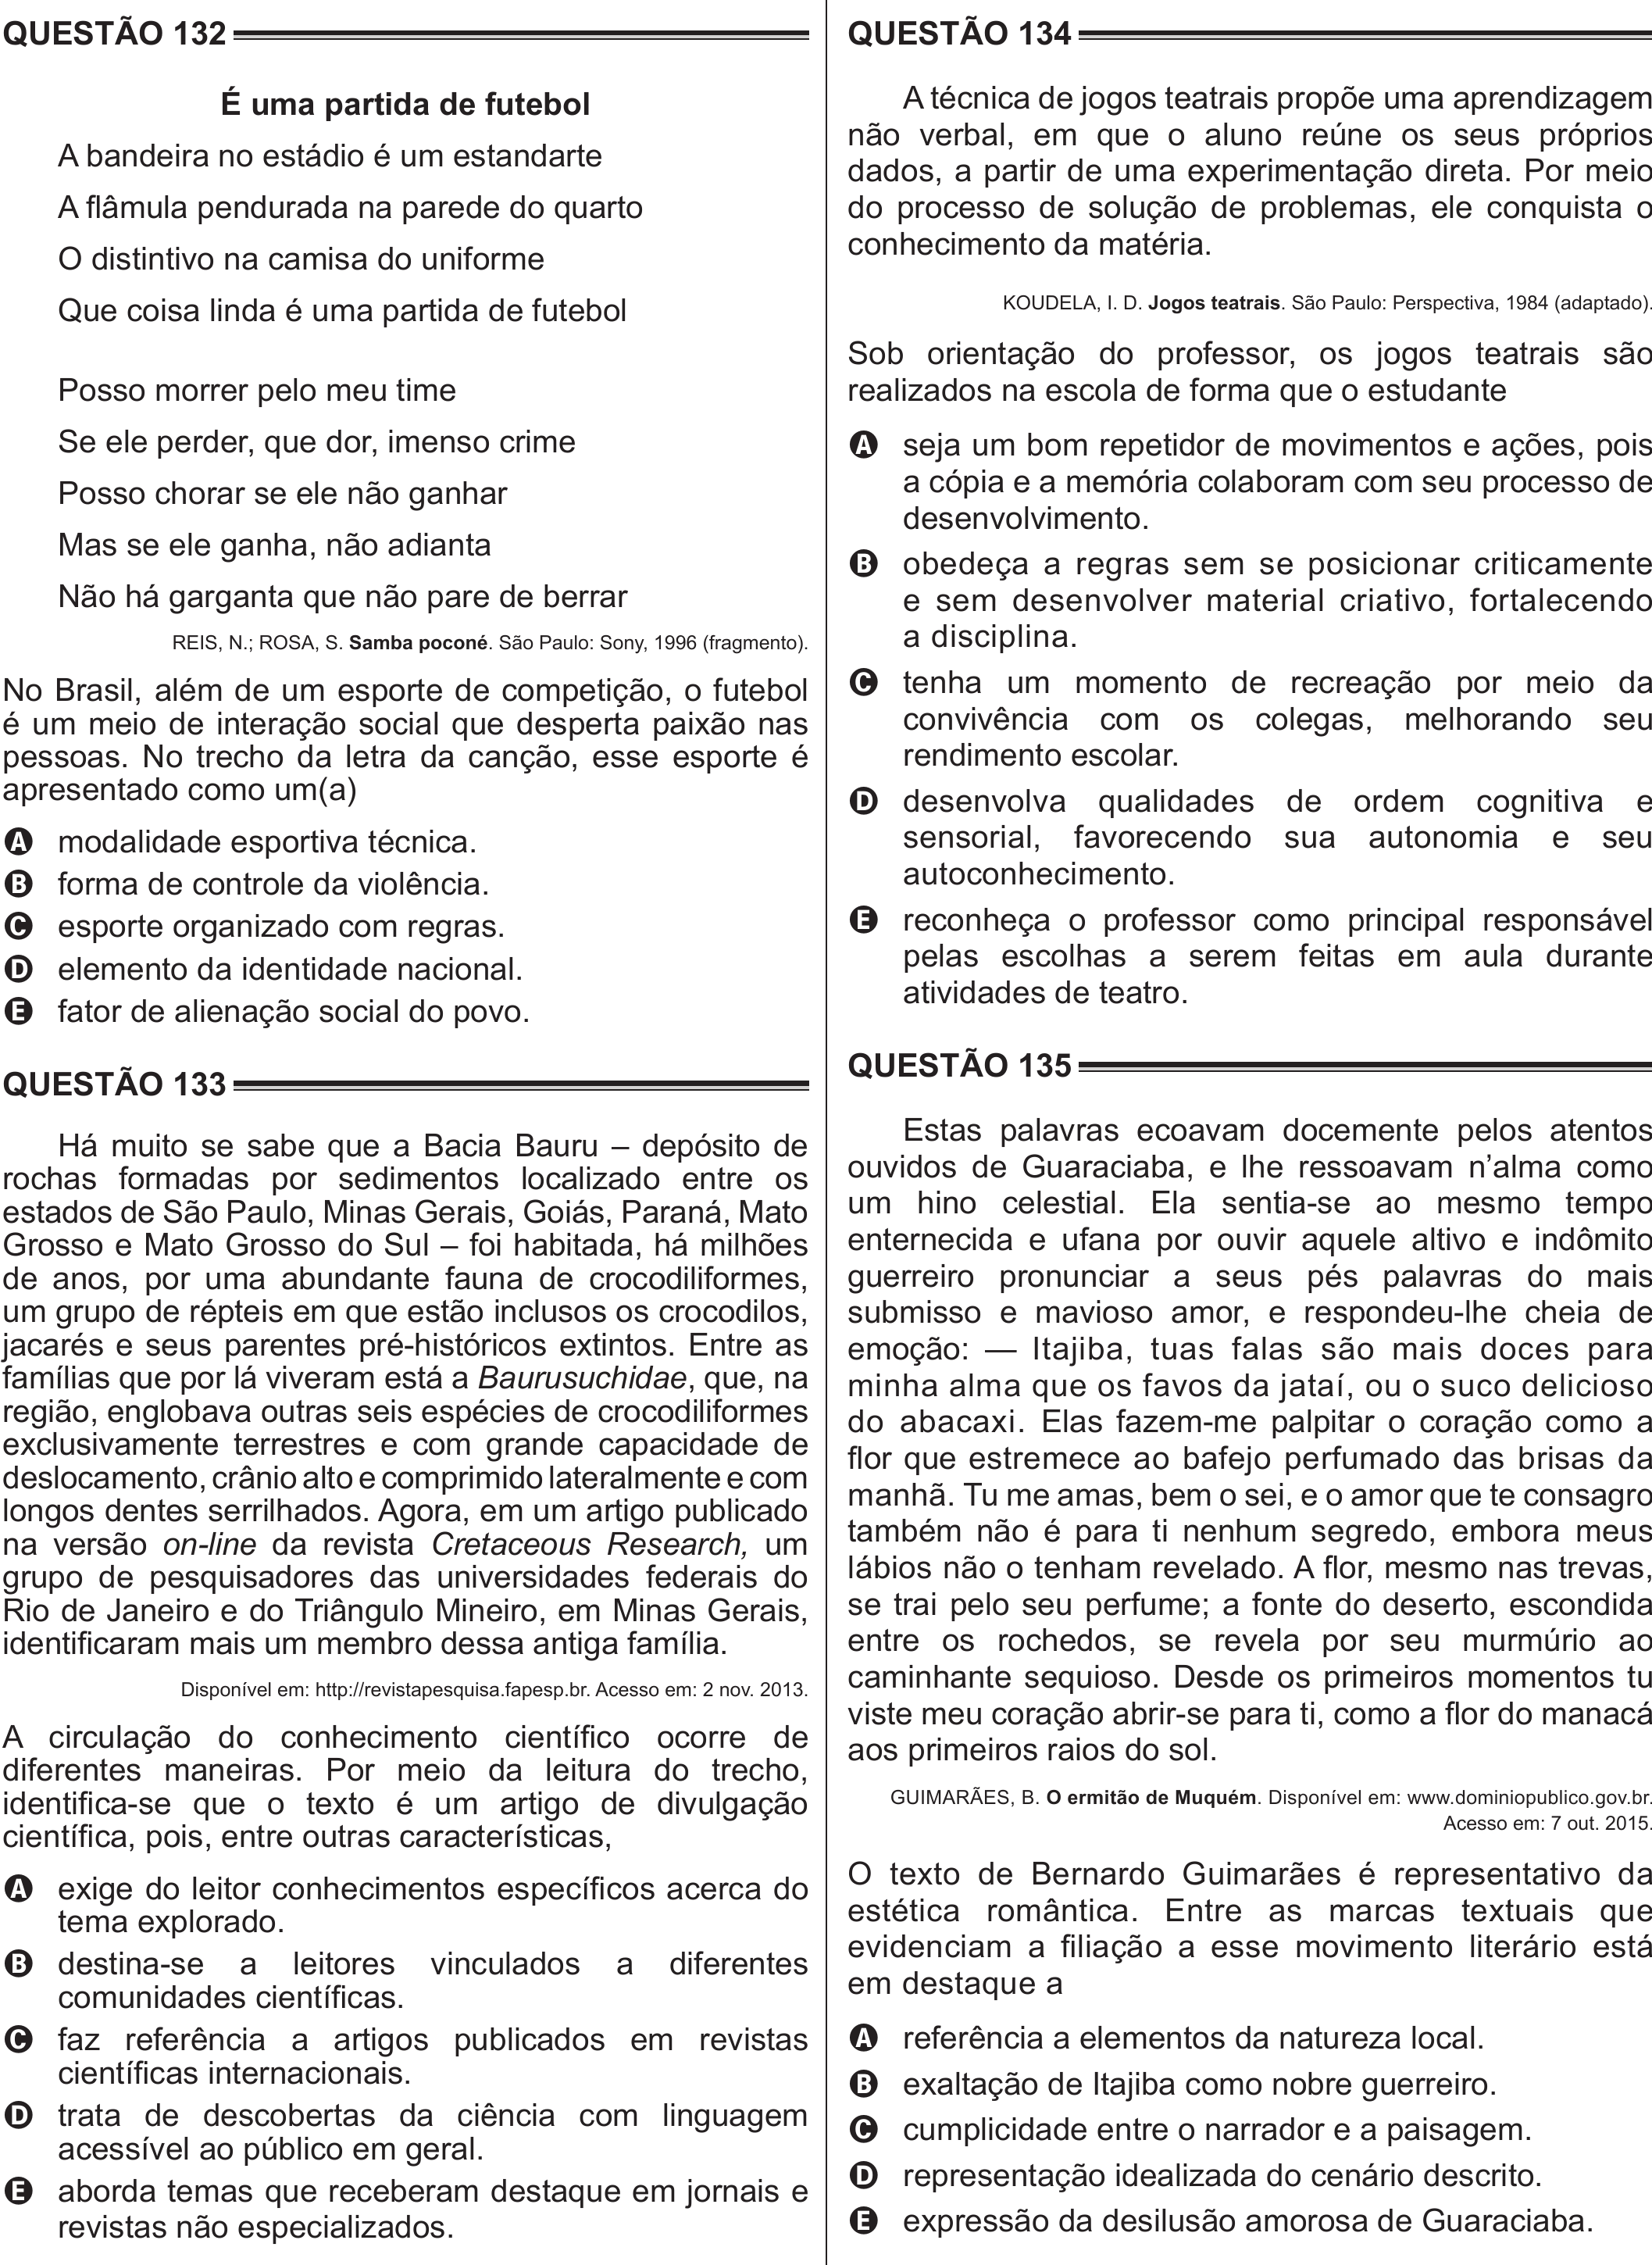 QUESTÃO 132
É uma partida de futebol
A bandeira no estádio é um estandarte
A flâmula pendurada na parede do quarto
O distintivo na camisa do uniforme
Que coisa linda é uma partida de futebol
Posso morrer pelo meu time
Se ele perder, que dor, imenso crime
Posso chorar se ele não ganhar
Mas se ele ganha, não adianta
Não há garganta que não pare de berrar
REIS, N.; ROSA, S. Samba poconé. São Paulo: Sony, 1996 (fragmento).
No Brasil, além de um esporte de competição, o futebol
é um meio de interação social que desperta paixão nas
pessoas. No trecho da letra da canção, esse esporte é
apresentado como um(a)
A modalidade esportiva técnica.
B forma de controle da violência.
C esporte organizado com regras.
D elemento da identidade nacional.
E fator de alienação social do povo.
QUESTÃO 133
Há muito se sabe que a Bacia Bauru – depósito de
rochas formadas por sedimentos localizado entre os
estados de São Paulo, Minas Gerais, Goiás, Paraná, Mato
Grosso e Mato Grosso do Sul – foi habitada, há milhões
de anos, por uma abundante fauna de crocodiliformes,
um grupo de répteis em que estão inclusos os crocodilos,
jacarés e seus parentes pré-históricos extintos. Entre as
famílias que por lá viveram está a Baurusuchidae, que, na
região, englobava outras seis espécies de crocodiliformes
exclusivamente terrestres e com grande capacidade de
deslocamento, crânio alto e comprimido lateralmente e com
longos dentes serrilhados. Agora, em um artigo publicado
na versão on-line da revista Cretaceous Research, um
grupo de pesquisadores das universidades federais do
Rio de Janeiro e do Triângulo Mineiro, em Minas Gerais,
identificaram mais um membro dessa antiga família.
Disponível em: http://revistapesquisa.fapesp.br. Acesso em: 2 nov. 2013.
A circulação do conhecimento científico ocorre de
diferentes maneiras. Por meio da leitura do trecho,
identifica-se que o texto é um artigo de divulgação
científica, pois, entre outras características,
A exige do leitor conhecimentos específicos acerca do
tema explorado.
B destina-se a leitores vinculados a diferentes
comunidades científicas.
C faz referência a artigos publicados em revistas
científicas internacionais.
D trata de descobertas da ciência com linguagem
acessível ao público em geral.
E aborda temas que receberam destaque em jornais e
revistas não especializados.
QUESTÃO 134
A técnica de jogos teatrais propõe uma aprendizagem
não verbal, em que o aluno reúne os seus próprios
dados, a partir de uma experimentação direta. Por meio
do processo de solução de problemas, ele conquista o
conhecimento da matéria.
KOUDELA, I. D. Jogos teatrais. São Paulo: Perspectiva, 1984 (adaptado).
Sob orientação do professor, os jogos teatrais são
realizados na escola de forma que o estudante
A seja um bom repetidor de movimentos e ações, pois
a cópia e a memória colaboram com seu processo de
desenvolvimento.
B obedeça a regras sem se posicionar criticamente
e sem desenvolver material criativo, fortalecendo
a disciplina.
C tenha um momento de recreação por meio da
convivência com os colegas, melhorando seu
rendimento escolar.
D desenvolva qualidades de ordem cognitiva e
sensorial, favorecendo sua autonomia e seu
autoconhecimento.
E reconheça o professor como principal responsável
pelas escolhas a serem feitas em aula durante
atividades de teatro.
QUESTÃO 135
Estas palavras ecoavam docemente pelos atentos
ouvidos de Guaraciaba, e lhe ressoavam n’alma como
um hino celestial. Ela sentia-se ao mesmo tempo
enternecida e ufana por ouvir aquele altivo e indômito
guerreiro pronunciar a seus pés palavras do mais
submisso e mavioso amor, e respondeu-lhe cheia de
emoção: — Itajiba, tuas falas são mais doces para
minha alma que os favos da jataí, ou o suco delicioso
do abacaxi. Elas fazem-me palpitar o coração como a
flor que estremece ao bafejo perfumado das brisas da
manhã. Tu me amas, bem o sei, e o amor que te consagro
também não é para ti nenhum segredo, embora meus
lábios não o tenham revelado. A flor, mesmo nas trevas,
se trai pelo seu perfume; a fonte do deserto, escondida
entre os rochedos, se revela por seu murmúrio ao
caminhante sequioso. Desde os primeiros momentos tu
viste meu coração abrir-se para ti, como a flor do manacá
aos primeiros raios do sol.
GUIMARÃES, B. O ermitão de Muquém. Disponível em: www.dominiopublico.gov.br.
Acesso em: 7 out. 2015.
O texto de Bernardo Guimarães é representativo da
estética romântica. Entre as marcas textuais que
evidenciam a filiação a esse movimento literário está
em destaque a
A referência a elementos da natureza local.
B exaltação de Itajiba como nobre guerreiro.
C cumplicidade entre o narrador e a paisagem.
D representação idealizada do cenário descrito.
E expressão da desilusão amorosa de Guaraciaba.